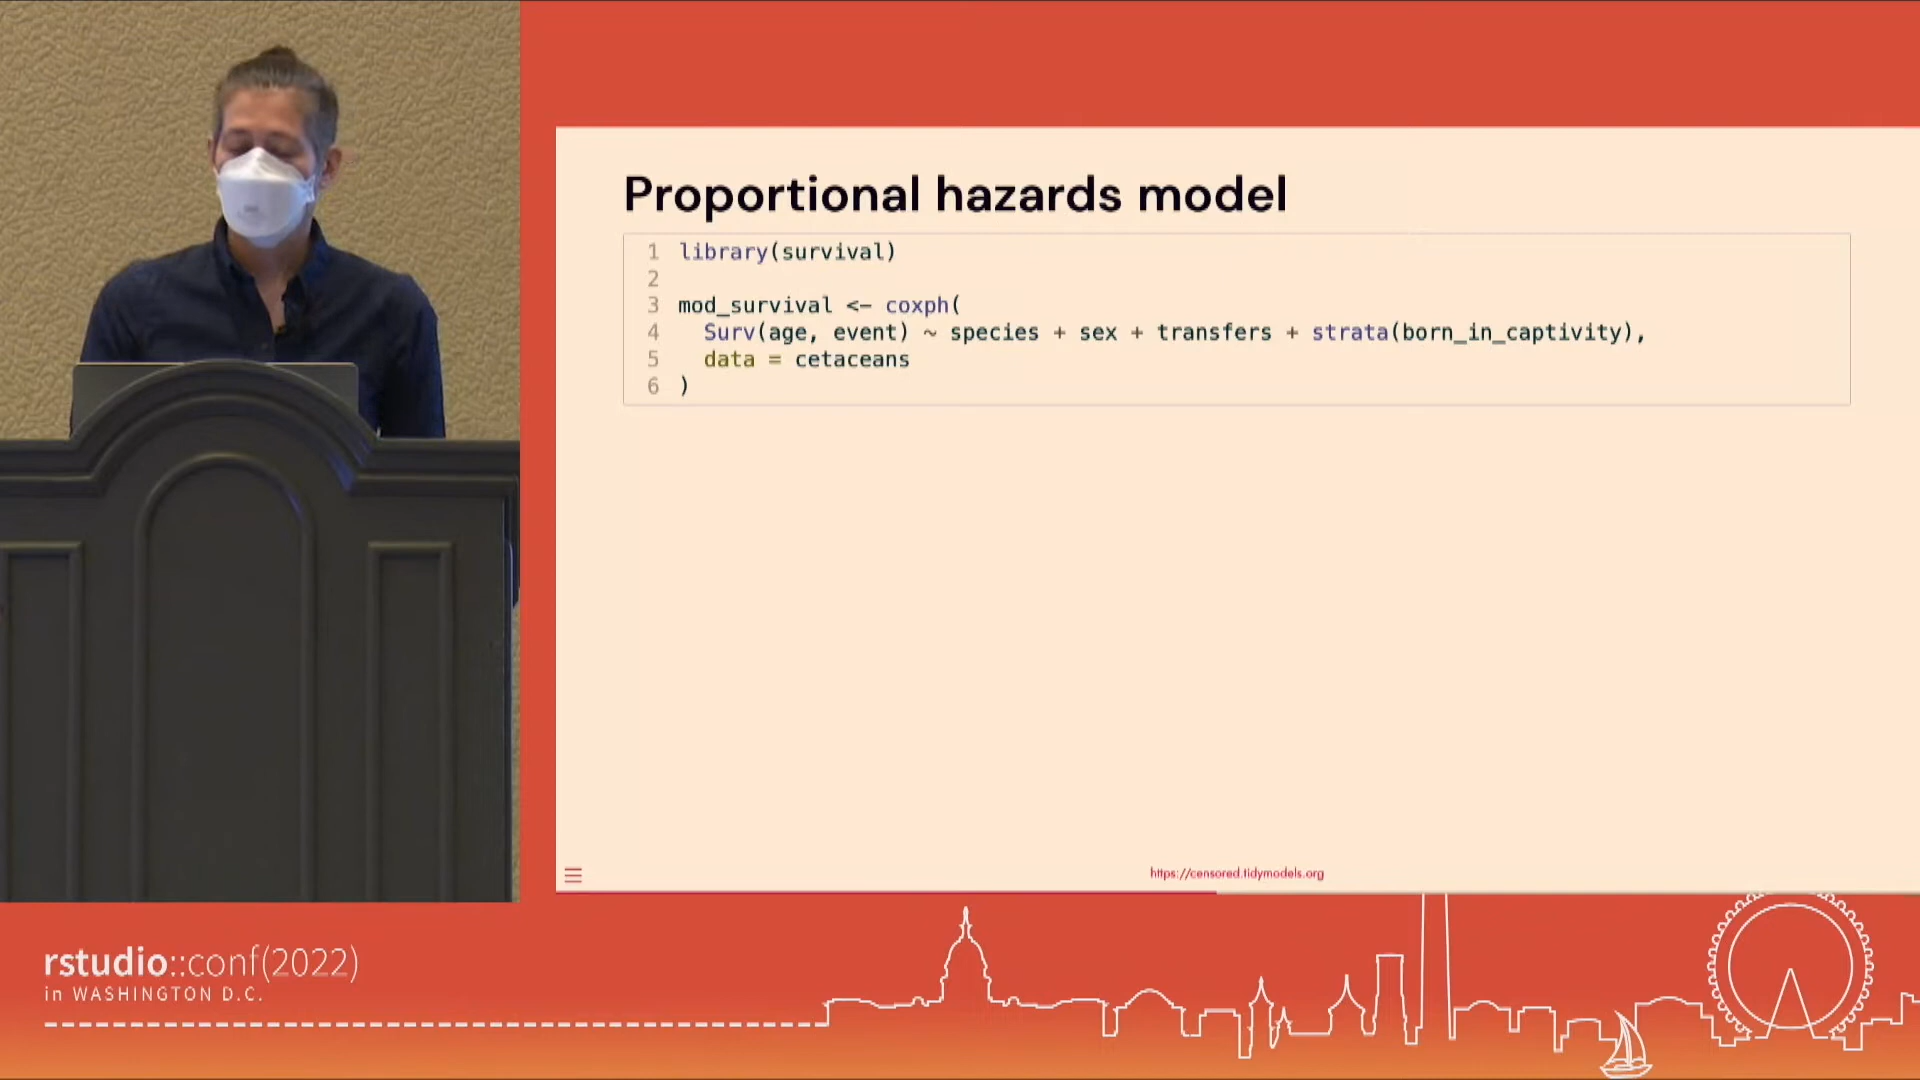 Proportional hazards model
1 library(survival)
2
3 mod_survival <- coxph(
4   Surv(age, event) ~ species + sex + transfers + strata(born_in_captivity),
5   data = cetaceans
6 )
https://censored.tidymodels.org
rstudio::conf(2022)
in WASHINGTON D.C.